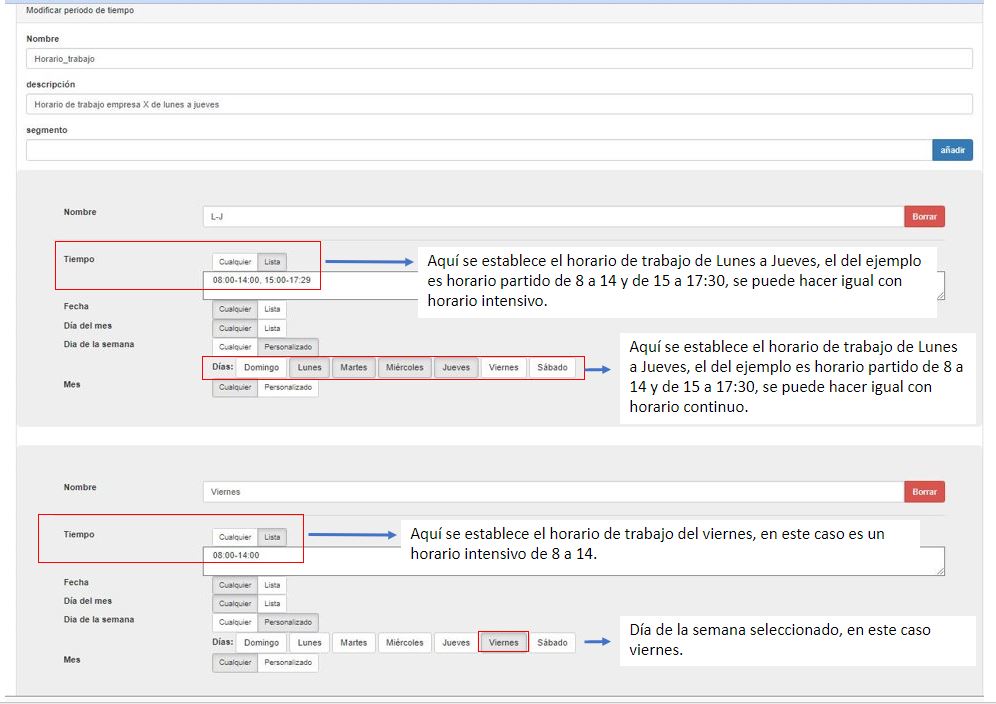 Modificar periodo de tiempo
Nombre
Horario_trabajo
descripción
Horario de trabajo empresa X de lunes a jueves
segmento
añadir
Nombre
L-J
Borrar
Tiempo
Cualquier Lista
08:00-14:00, 15:00-17:29
Aquí se establece el horario de trabajo de Lunes a Jueves, el del ejemplo
es horario partido de 8 a 14 y de 15 a 17:30, se puede hacer igual con
horario intensivo.
Fecha
Cualquier Lista
Día del mes
Cualquier Lista
Dia de la semana
Cualquier Personalizado
Días: Domingo Lunes Martes Miércoles Jueves Viernes Sábado
Mes
Cualquier Personalizado
Aquí se establece el horario de trabajo de Lunes
a Jueves, el del ejemplo es horario partido de 8 a
14 y de 15 a 17:30, se puede hacer igual con
horario continuo.
Nombre
Viernes
Borrar
Tiempo
Cualquier Lista
08:00-14:00
Aquí se establece el horario de trabajo del viernes, en este caso es un
horario intensivo de 8 a 14.
Fecha
Cualquier Lista
Día del mes
Cualquier Lista
Dia de la semana
Cualquier Personalizado
Días: Domingo Lunes Martes Miércoles Jueves Viernes Sábado
Mes
Cualquier Personalizado
Día de la semana seleccionado, en este caso
viernes.